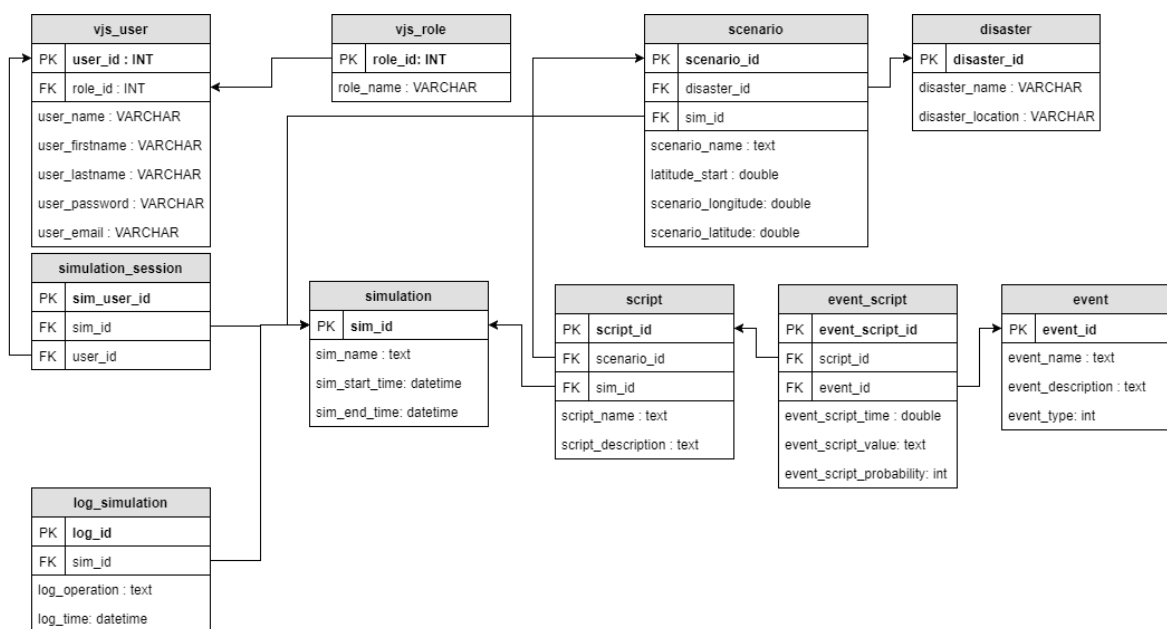 vjs_user
PK user_id : INT
FK role_id : INT
user_name : VARCHAR
user_firstname : VARCHAR
user_lastname : VARCHAR
user_password : VARCHAR
user_email : VARCHAR
vjs_role
PK role_id: INT
role_name : VARCHAR
scenario
PK scenario_id
FK disaster_id
FK sim_id
scenario_name : text
latitude_start : double
scenario_longitude: double
scenario_latitude: double
disaster
PK disaster_id
disaster_name : VARCHAR
disaster_location : VARCHAR
simulation_session
PK sim_user_id
FK sim_id
FK user_id
simulation
PK sim_id
sim_name : text
sim_start_time: datetime
sim_end_time: datetime
script
PK script_id
FK scenario_id
FK sim_id
script_name : text
script_description : text
event_script
PK event_script_id
FK script_id
FK event_id
event_script_time : double
event_script_value: text
event_script_probability: int
event
PK event_id
event_name : text
event_description : text
event_type: int
log_simulation
PK log_id
FK sim_id
log_operation : text
log_time: datetime